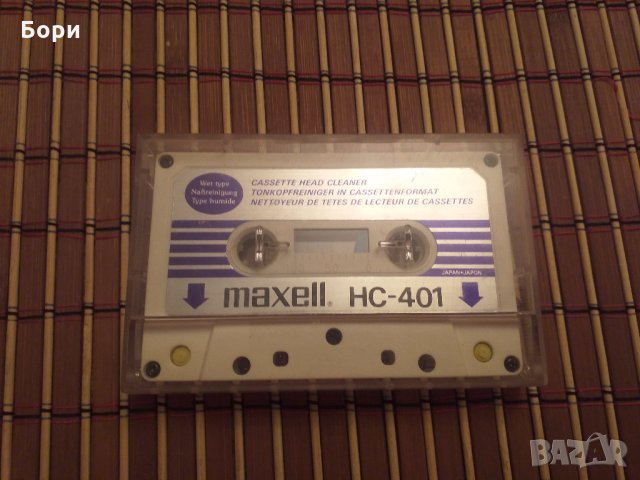 Бори
Wet type
Naßreinigung
Type humide
CASSETTE HEAD CLEANER
TONKOPFREINIGER IN CASSETTENFORMAT
NETTOYEUR DE TETES DE LECTEUR DE CASSETTES
JAPAN•JAPON
maxell® HC-401
BAZAR